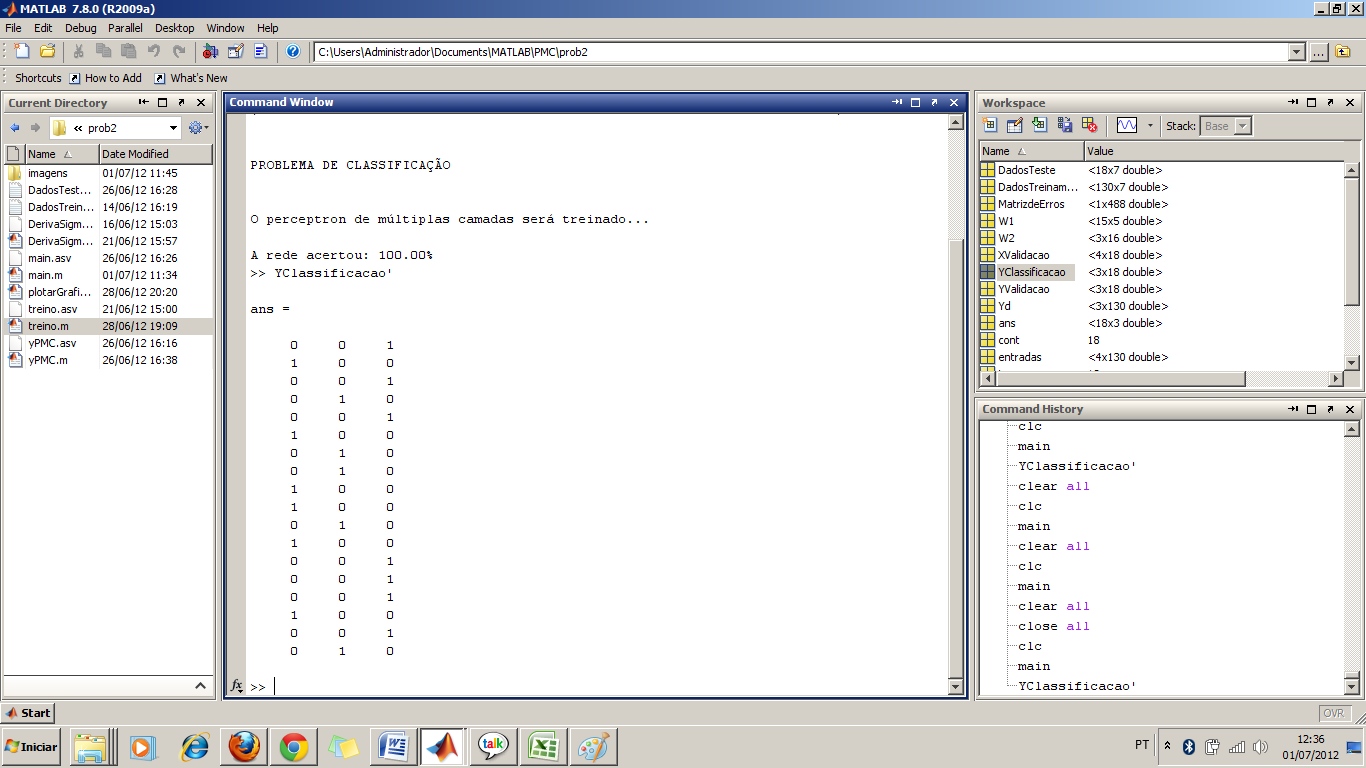 MATLAB 7.8.0 (R2009a)
File Edit Debug Parallel Desktop Window Help
C:\Users\Administrador\Documents\MATLAB\PMC\prob2
Shortcuts How to Add What's New
Current Directory
« prob2
Name Date Modified
imagens 01/07/12 11:45
DadosTest... 26/06/12 16:28
DadosTrein... 14/06/12 16:19
DerivaSigm... 16/06/12 15:03
DerivaSigm... 21/06/12 15:57
main.asv 26/06/12 16:26
main.m 01/07/12 11:34
plotarGrafi... 28/06/12 20:20
treino.asv 21/06/12 15:00
treino.m 28/06/12 19:09
yPMC.asv 26/06/12 16:16
yPMC.m 26/06/12 16:38
Command Window
PROBLEMA DE CLASSIFICAÇÃO
O perceptron de múltiplas camadas será treinado...
A rede acertou: 100.00%
>> YClassificacao'
ans =
0 0 1
1 0 0
0 0 1
0 1 0
0 0 1
1 0 0
0 1 0
0 1 0
1 0 0
1 0 0
0 1 0
1 0 0
0 0 1
0 0 1
0 0 1
1 0 0
0 0 1
0 1 0
fx >>
Workspace
Stack: Base
Name Value
DadosTeste <18x7 double>
DadosTreinam... <130x7 double>
MatrizdeErros <1x488 double>
W1 <15x5 double>
W2 <3x16 double>
XValidacao <4x18 double>
YClassificacao <3x18 double>
YValidacao <3x18 double>
Yd <3x130 double>
ans <18x3 double>
cont 18
entradas <4x130 double>
Command History
clc
main
YClassificacao'
clear all
clc
main
clear all
clc
main
clear all
close all
clc
main
YClassificacao'
Start
OVR
Iniciar
talk
PT
12:36
01/07/2012